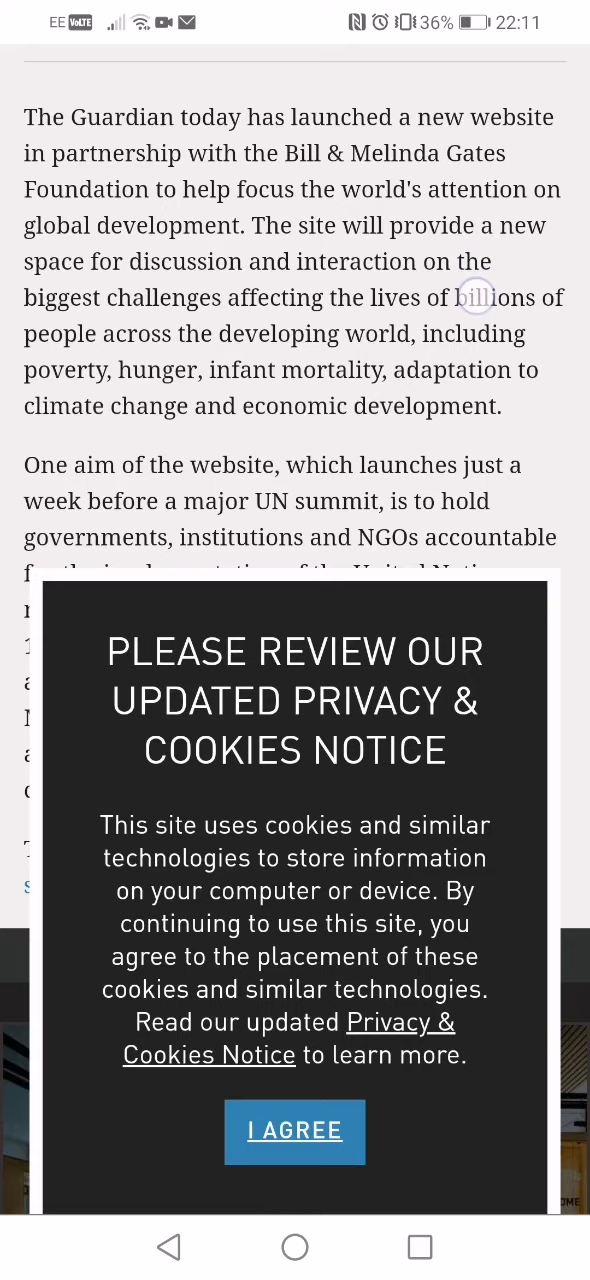 EE VoLTE 36% 22:11
The Guardian today has launched a new website
in partnership with the Bill & Melinda Gates
Foundation to help focus the world's attention on
global development. The site will provide a new
space for discussion and interaction on the
biggest challenges affecting the lives of billions of
people across the developing world, including
poverty, hunger, infant mortality, adaptation to
climate change and economic development.
One aim of the website, which launches just a
week before a major UN summit, is to hold
governments, institutions and NGOs accountable
PLEASE REVIEW OUR
UPDATED PRIVACY &
COOKIES NOTICE
This site uses cookies and similar
technologies to store information
on your computer or device. By
continuing to use this site, you
agree to the placement of these
cookies and similar technologies.
Read our updated Privacy &
Cookies Notice to learn more.
I AGREE